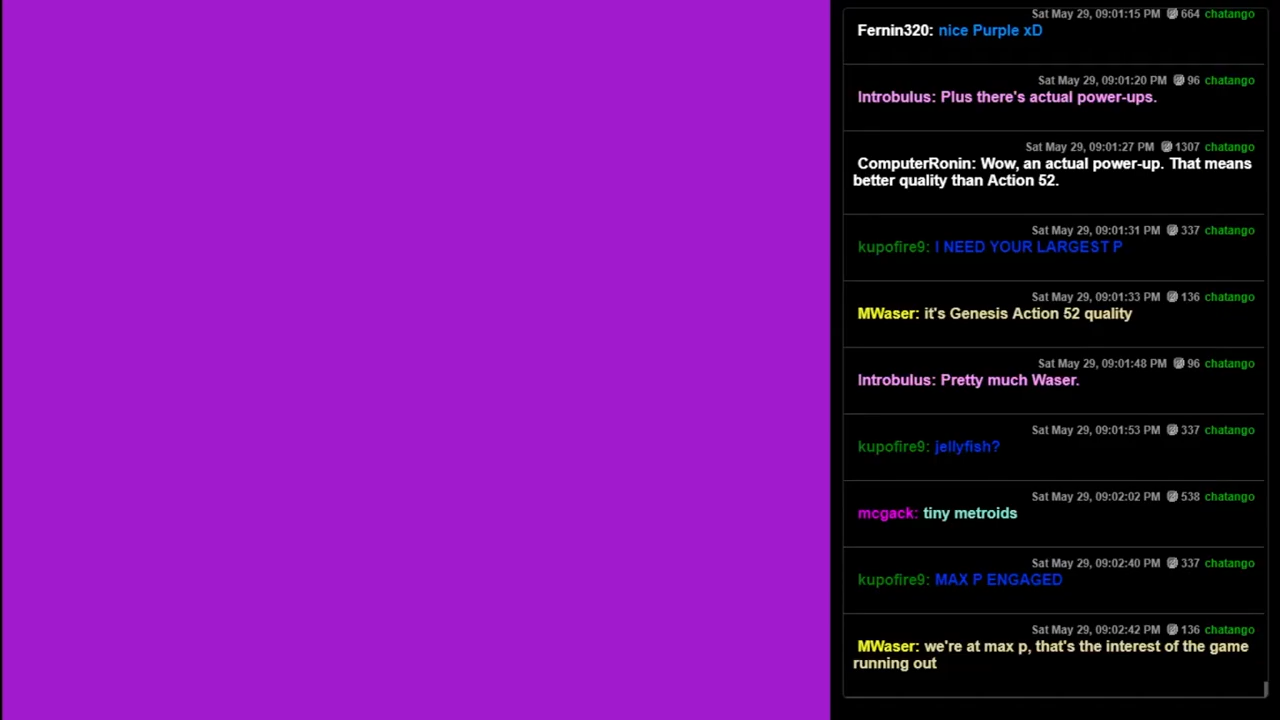 Sat May 29, 09:01:15 PM 664 chatango
Fernin320: nice Purple xD
Sat May 29, 09:01:20 PM 96 chatango
Introbulus: Plus there's actual power-ups.
Sat May 29, 09:01:27 PM 1307 chatango
ComputerRonin: Wow, an actual power-up. That means
better quality than Action 52.
Sat May 29, 09:01:31 PM 337 chatango
kupofire9: I NEED YOUR LARGEST P
Sat May 29, 09:01:33 PM 136 chatango
MWaser: it's Genesis Action 52 quality
Sat May 29, 09:01:48 PM 96 chatango
Introbulus: Pretty much Waser.
Sat May 29, 09:01:53 PM 337 chatango
kupofire9: jellyfish?
Sat May 29, 09:02:02 PM 538 chatango
mcgack: tiny metroids
Sat May 29, 09:02:40 PM 337 chatango
kupofire9: MAX P ENGAGED
Sat May 29, 09:02:42 PM 136 chatango
MWaser: we're at max p, that's the interest of the game
running out